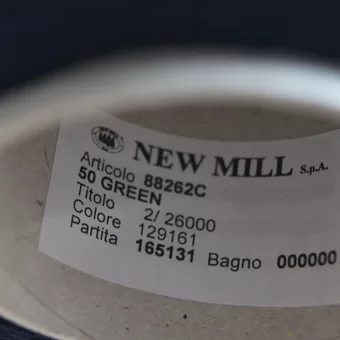 NEW MILL S.p.A.
Articolo 88262C
50 GREEN
Titolo 2/ 26000
Colore 129161
Partita 165131 Bagno 000000